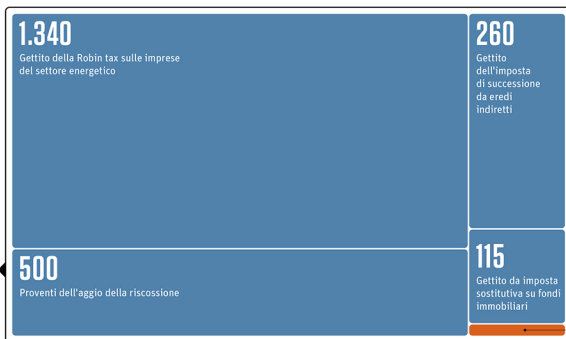 1.340
Gettito della Robin tax sulle imprese
del settore energetico
260
Gettito
dell'imposta
di successione
da eredi
indiretti
500
Proventi dell'aggio della riscossione
115
Gettito da imposta
sostitutiva su fondi
immobiliari